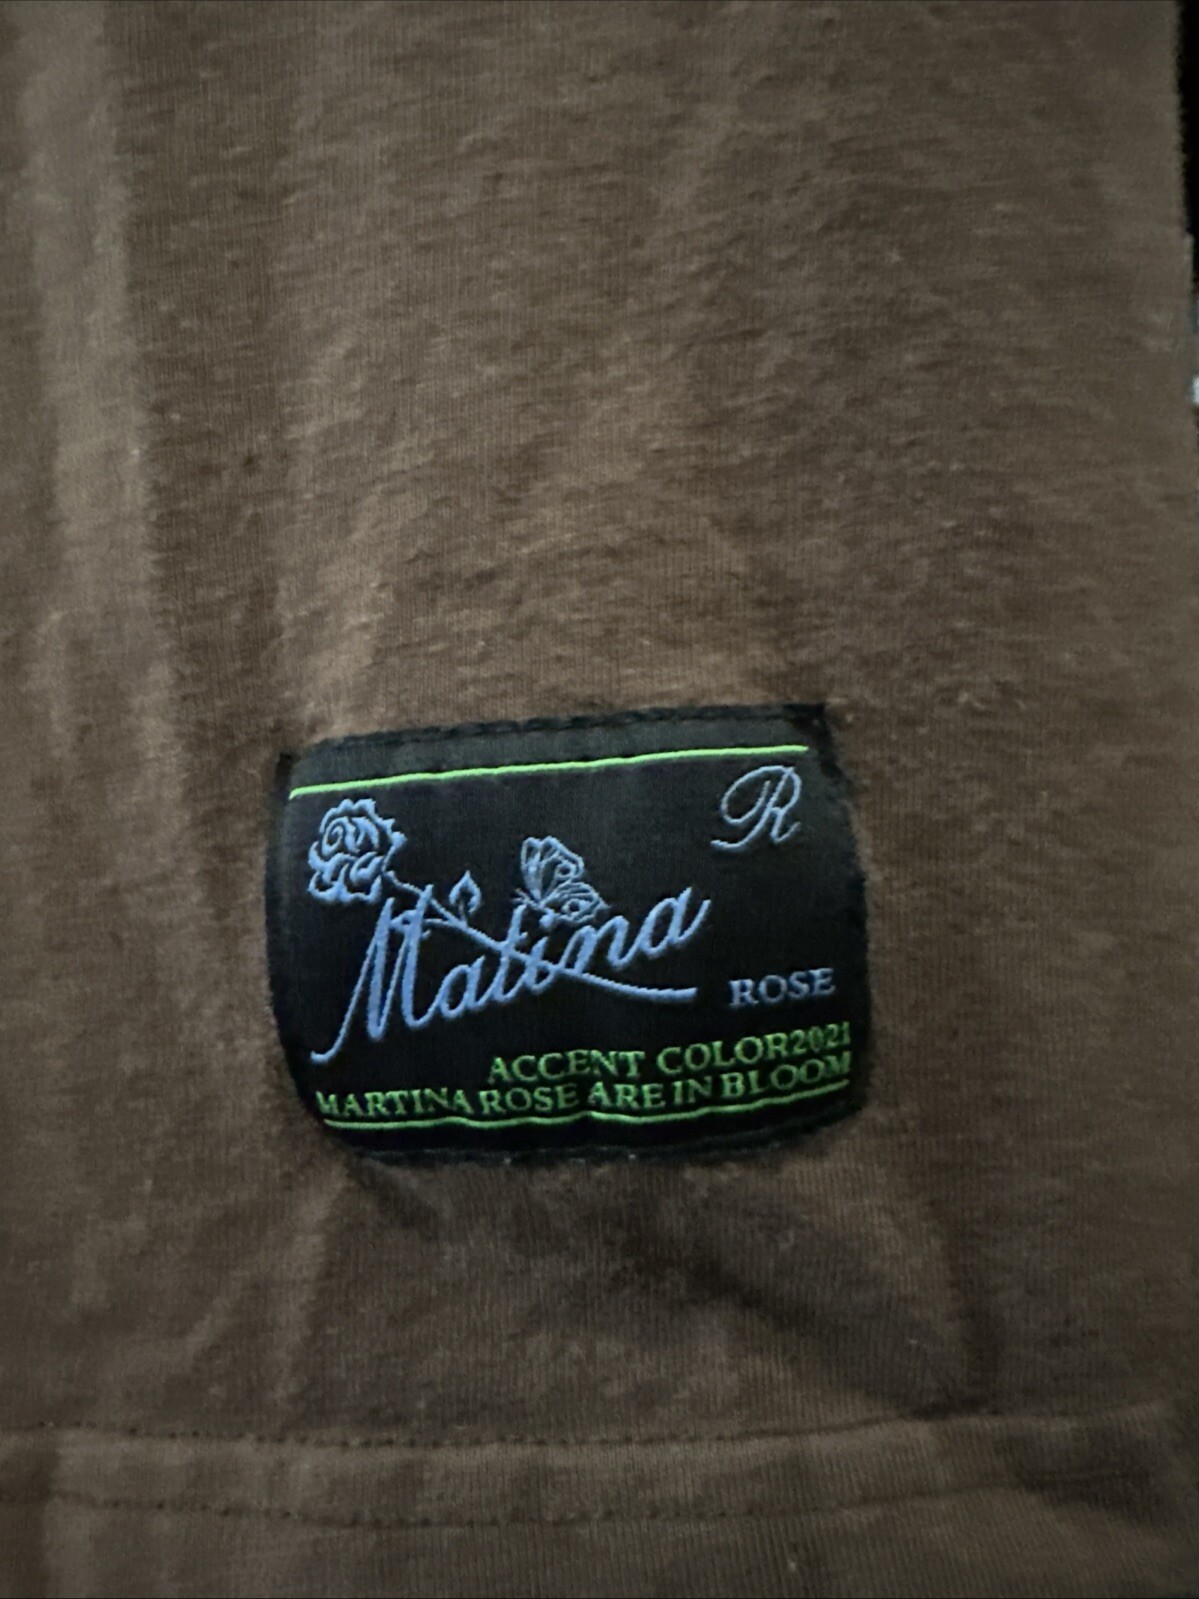 R
Matina
ROSE
ACCENT COLOR2021
MARTINA ROSE ARE IN BLOOM